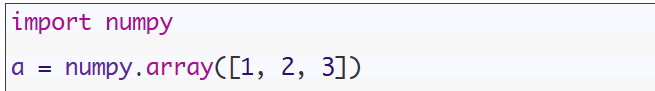 import numpy
a = numpy.array([1, 2, 3])